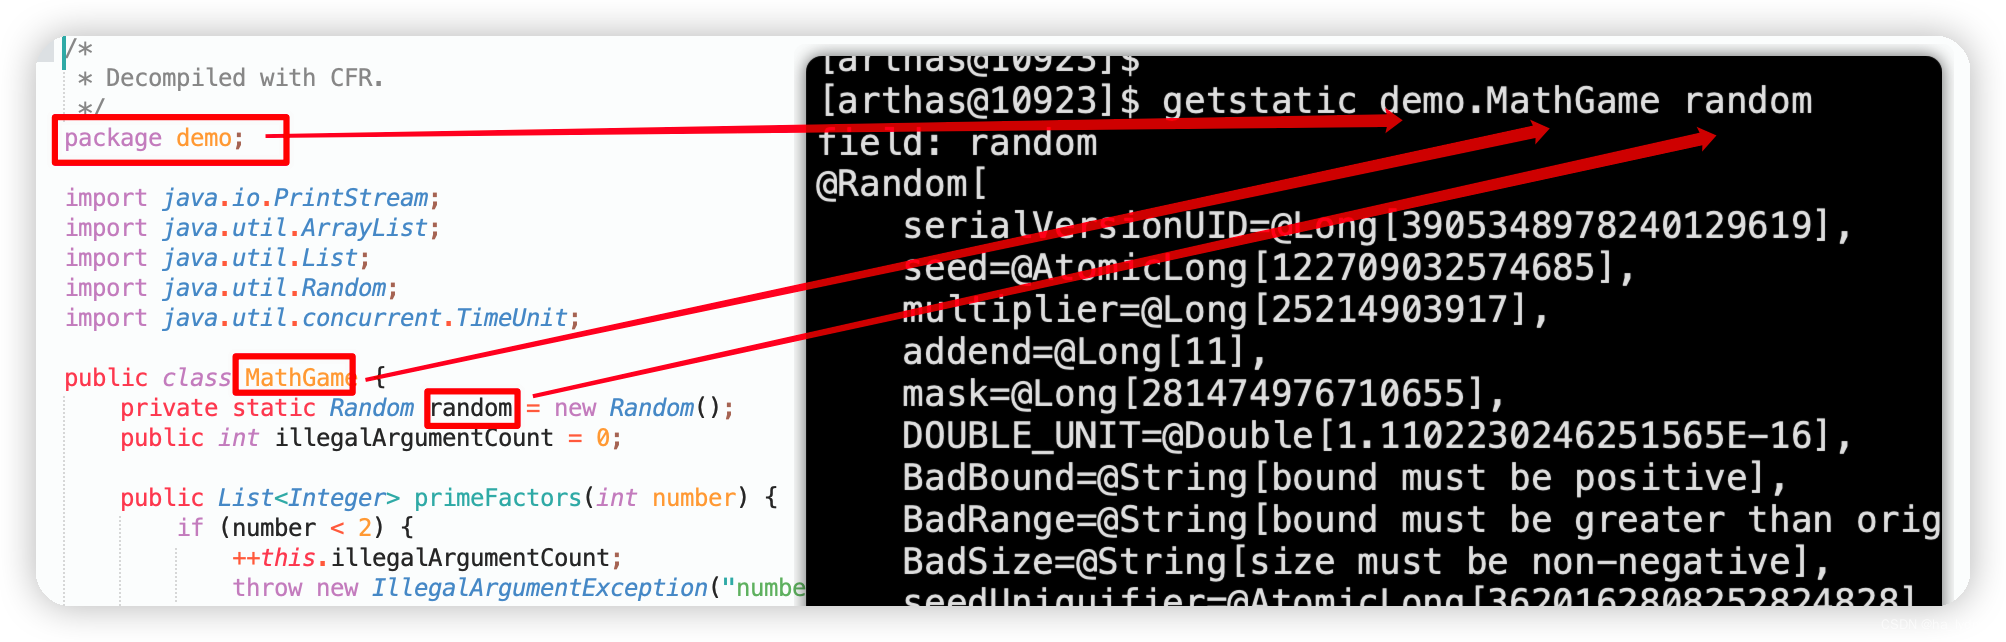 /*
 * Decompiled with CFR.
 */
package demo;
import java.io.PrintStream;
import java.util.ArrayList;
import java.util.List;
import java.util.Random;
import java.util.concurrent.TimeUnit;
public class MathGame {
private static Random random = new Random();
public int illegalArgumentCount = 0;
public List<Integer> primeFactors(int number) {
if (number < 2) {
++this.illegalArgumentCount;
throw new IllegalArgumentException("numbe
[arthas@10923]$
[arthas@10923]$ getstatic demo.MathGame random
field: random
@Random[
serialVersionUID=@Long[3905348978240129619],
seed=@AtomicLong[122709032574685],
multiplier=@Long[25214903917],
addend=@Long[11],
mask=@Long[281474976710655],
DOUBLE_UNIT=@Double[1.1102230246251565E-16],
BadBound=@String[bound must be positive],
BadRange=@String[bound must be greater than orig
BadSize=@String[size must be non-negative],
seedUniquifier=@AtomicLong[3620162808252824828]